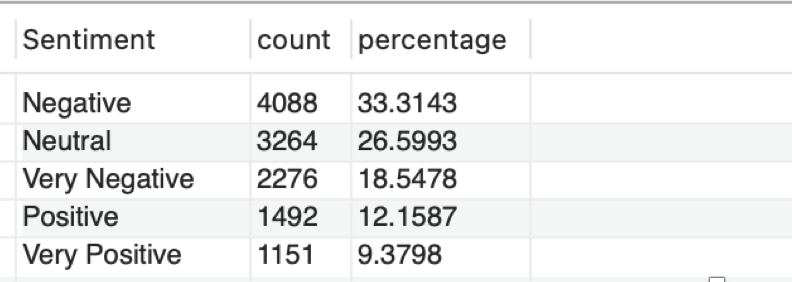 Sentiment count percentage
Negative 4088 33.3143
Neutral 3264 26.5993
Very Negative 2276 18.5478
Positive 1492 12.1587
Very Positive 1151 9.3798